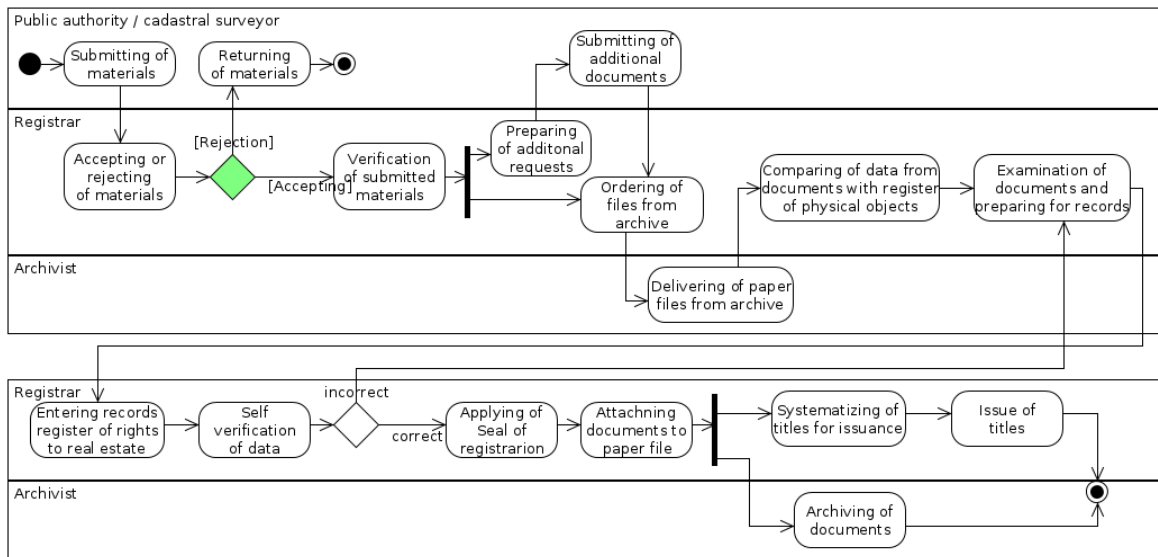 Public authority / cadastral surveyor
Submitting of
materials
Returning
of materials
Submitting of
additional
documents
Registrar
Accepting or
rejecting
of materials
[Rejection]
[Accepting]
Verification
of submitted
materials
Preparing
of additonal
requests
Ordering of
files from
archive
Comparing of data from
documents with register
of physical objects
Examination of
documents and
preparing for records
Archivist
Delivering of paper
files from archive
Registrar
Entering records
register of rights
to real estate
Self
verification
of data
incorrect
correct
Applying of
Seal of
registrarion
Attachning
documents to
paper file
Systematizing of
titles for issuance
Issue of
titles
Archivist
Archiving of
documents